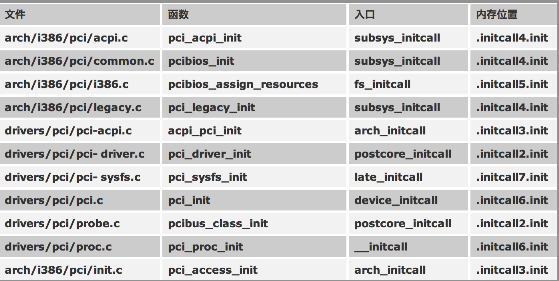 文件 函数 入口 内存位置
arch/i386/pci/acpi.c pci_acpi_init subsys_initcall .initcall4.init
arch/i386/pci/common.c pcibios_init subsys_initcall .initcall4.init
arch/i386/pci/i386.c pcibios_assign_resources fs_initcall .initcall5.init
arch/i386/pci/legacy.c pci_legacy_init subsys_initcall .initcall4.init
drivers/pci/pci-acpi.c acpi_pci_init arch_initcall .initcall3.init
drivers/pci/pci- driver.c pci_driver_init postcore_initcall .initcall2.init
drivers/pci/pci- sysfs.c pci_sysfs_init late_initcall .initcall7.init
drivers/pci/pci.c pci_init device_initcall .initcall6.init
drivers/pci/probe.c pcibus_class_init postcore_initcall .initcall2.init
drivers/pci/proc.c pci_proc_init __initcall .initcall6.init
arch/i386/pci/init.c pci_access_init arch_initcall .initcall3.init